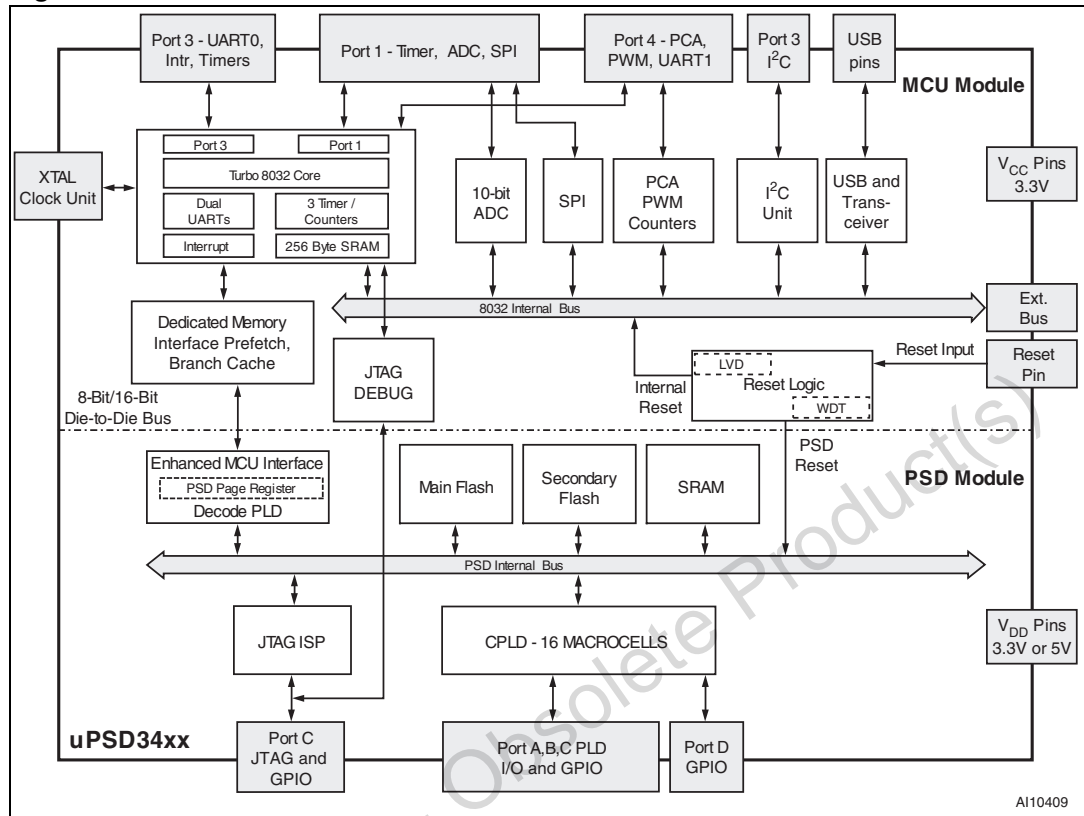 Port 3 - UART0,
Intr, Timers
Port 1 - Timer, ADC, SPI
Port 4 - PCA,
PWM, UART1
Port 3
I²C
USB
pins
MCU Module
XTAL
Clock Unit
Port 3
Port 1
Turbo 8032 Core
Dual
UARTs
3 Timer /
Counters
Interrupt
256 Byte SRAM
10-bit
ADC
SPI
PCA
PWM
Counters
I²C
Unit
USB and
Trans-
ceiver
VCC Pins
3.3V
8032 Internal Bus
Ext.
Bus
Dedicated Memory
Interface Prefetch,
Branch Cache
JTAG
DEBUG
LVD
Reset Logic
WDT
Internal
Reset
Reset Input
Reset
Pin
8-Bit/16-Bit
Die-to-Die Bus
PSD
Reset
PSD Module
Enhanced MCU Interface
PSD Page Register
Decode PLD
Main Flash
Secondary
Flash
SRAM
PSD Internal Bus
JTAG ISP
CPLD - 16 MACROCELLS
VDD Pins
3.3V or 5V
uPSD34xx
Port C
JTAG and
GPIO
Port A,B,C PLD
I/O and GPIO
Port D
GPIO
AI10409
Obsolete Product(s)